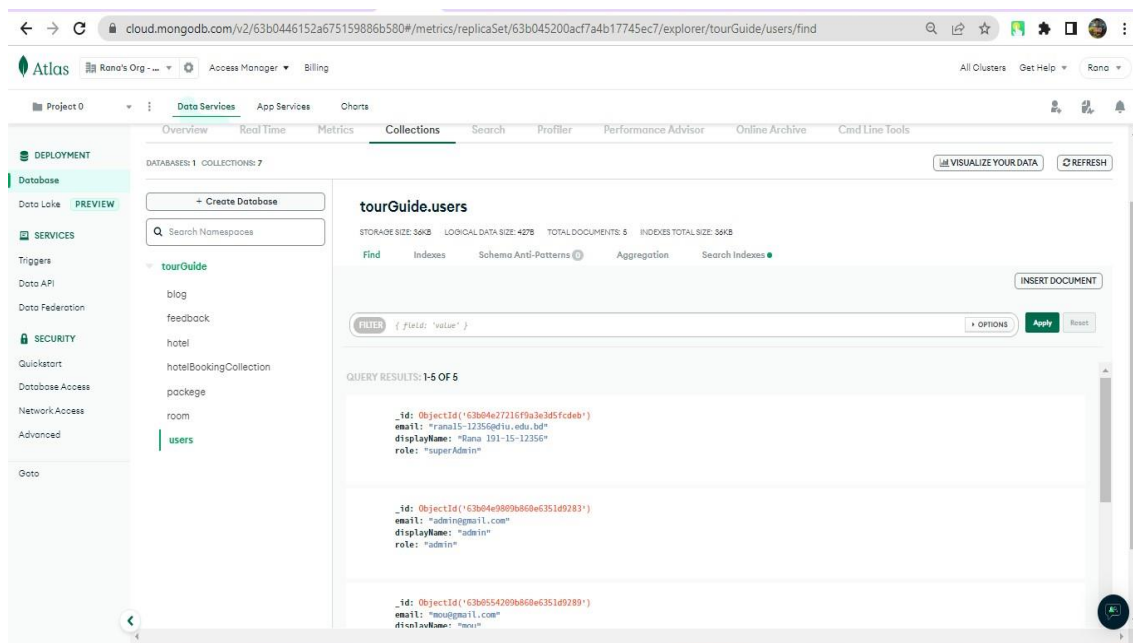 cloud.mongodb.com/v2/63b0446152a675159886b580#/metrics/replicaSet/63b045200acf7a4b17745ec7/explorer/tourGuide/users/find
Atlas Rana's Org -... Access Manager Billing All Clusters Get Help Rana
Project 0 Data Services App Services Charts
Overview Real Time Metrics Collections Search Profiler Performance Advisor Online Archive Cmd Line Tools
DEPLOYMENT
Database
Data Lake PREVIEW
SERVICES
Triggers
Data API
Data Federation
SECURITY
Quickstart
Database Access
Network Access
Advanced
Goto
DATABASES: 1 COLLECTIONS: 7
VISUALIZE YOUR DATA REFRESH
+ Create Database
Search Namespaces
tourGuide
blog
feedback
hotel
hotelBookingCollection
packege
room
users
tourGuide.users
STORAGE SIZE: 36KB LOGICAL DATA SIZE: 427B TOTAL DOCUMENTS: 5 INDEXES TOTAL SIZE: 36KB
Find Indexes Schema Anti-Patterns 0 Aggregation Search Indexes
INSERT DOCUMENT
FILTER { field: 'value' } OPTIONS Apply Reset
QUERY RESULTS: 1-5 OF 5
_id: ObjectId('63b04e27216f9a3e3d5fcdeb')
email: "rana15-12356@diu.edu.bd"
displayName: "Rana 191-15-12356"
role: "superAdmin"
_id: ObjectId('63b04e9809b860e6351d9283')
email: "admin@gmail.com"
displayName: "admin"
role: "admin"
_id: ObjectId('63b0554209b860e6351d9289')
email: "mou@gmail.com"
displayName: "mou"